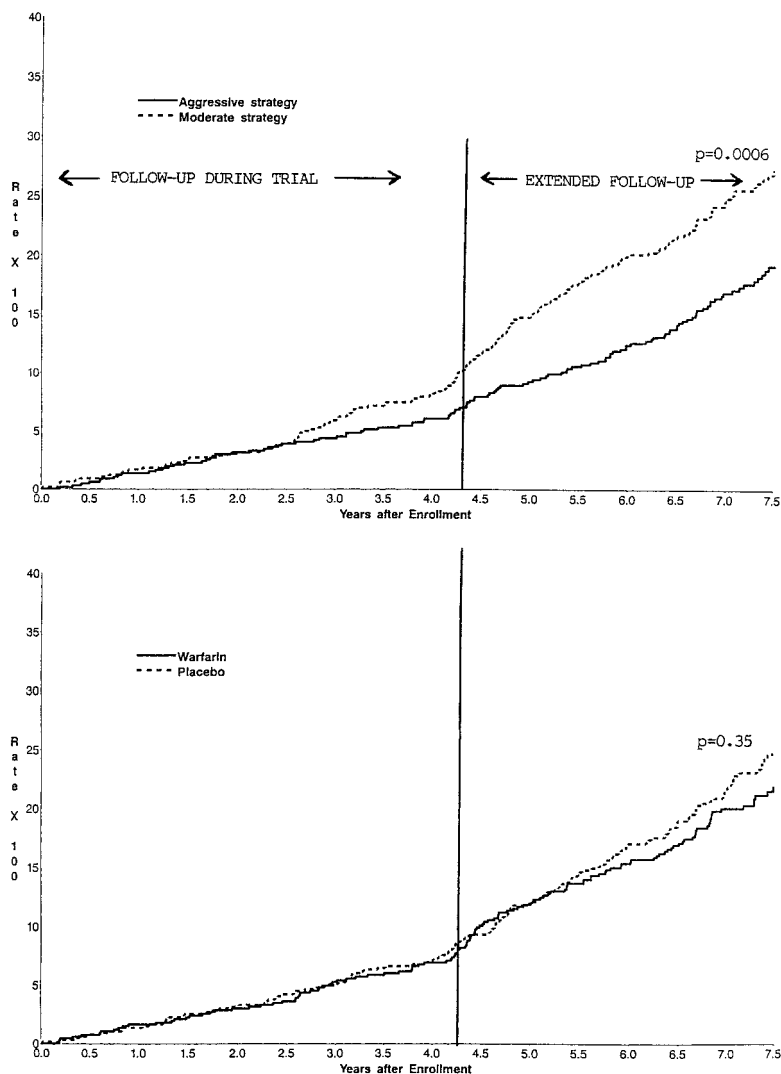 40
35
Aggressive strategy
Moderate strategy
30
p=0.0006
FOLLOW-UP DURING TRIAL
EXTENDED FOLLOW-UP
25
20
15
10
5
0
Rate X 100
0.0 0.5 1.0 1.5 2.0 2.5 3.0 3.5 4.0 4.5 5.0 5.5 6.0 6.5 7.0 7.5
Years after Enrollment
40
35
Warfarin
Placebo
30
25
p=0.35
20
15
10
5
0
Rate X 100
0.0 0.5 1.0 1.5 2.0 2.5 3.0 3.5 4.0 4.5 5.0 5.5 6.0 6.5 7.0 7.5
Years after Enrollment